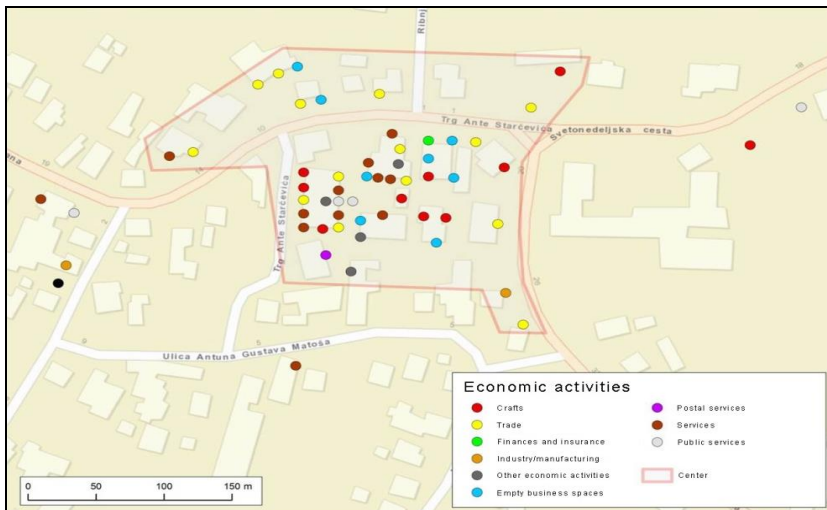 Ribnj
Trg Ante Starčevića
Svetonedeljska cesta
Trg Ante Starčevića
Ulica Antuna Gustava Matoša
Economic activities
Crafts
Trade
Finances and insurance
Industry/manufacturing
Other economic activities
Empty business spaces
Postal services
Services
Public services
Center
0 50 100 150 m